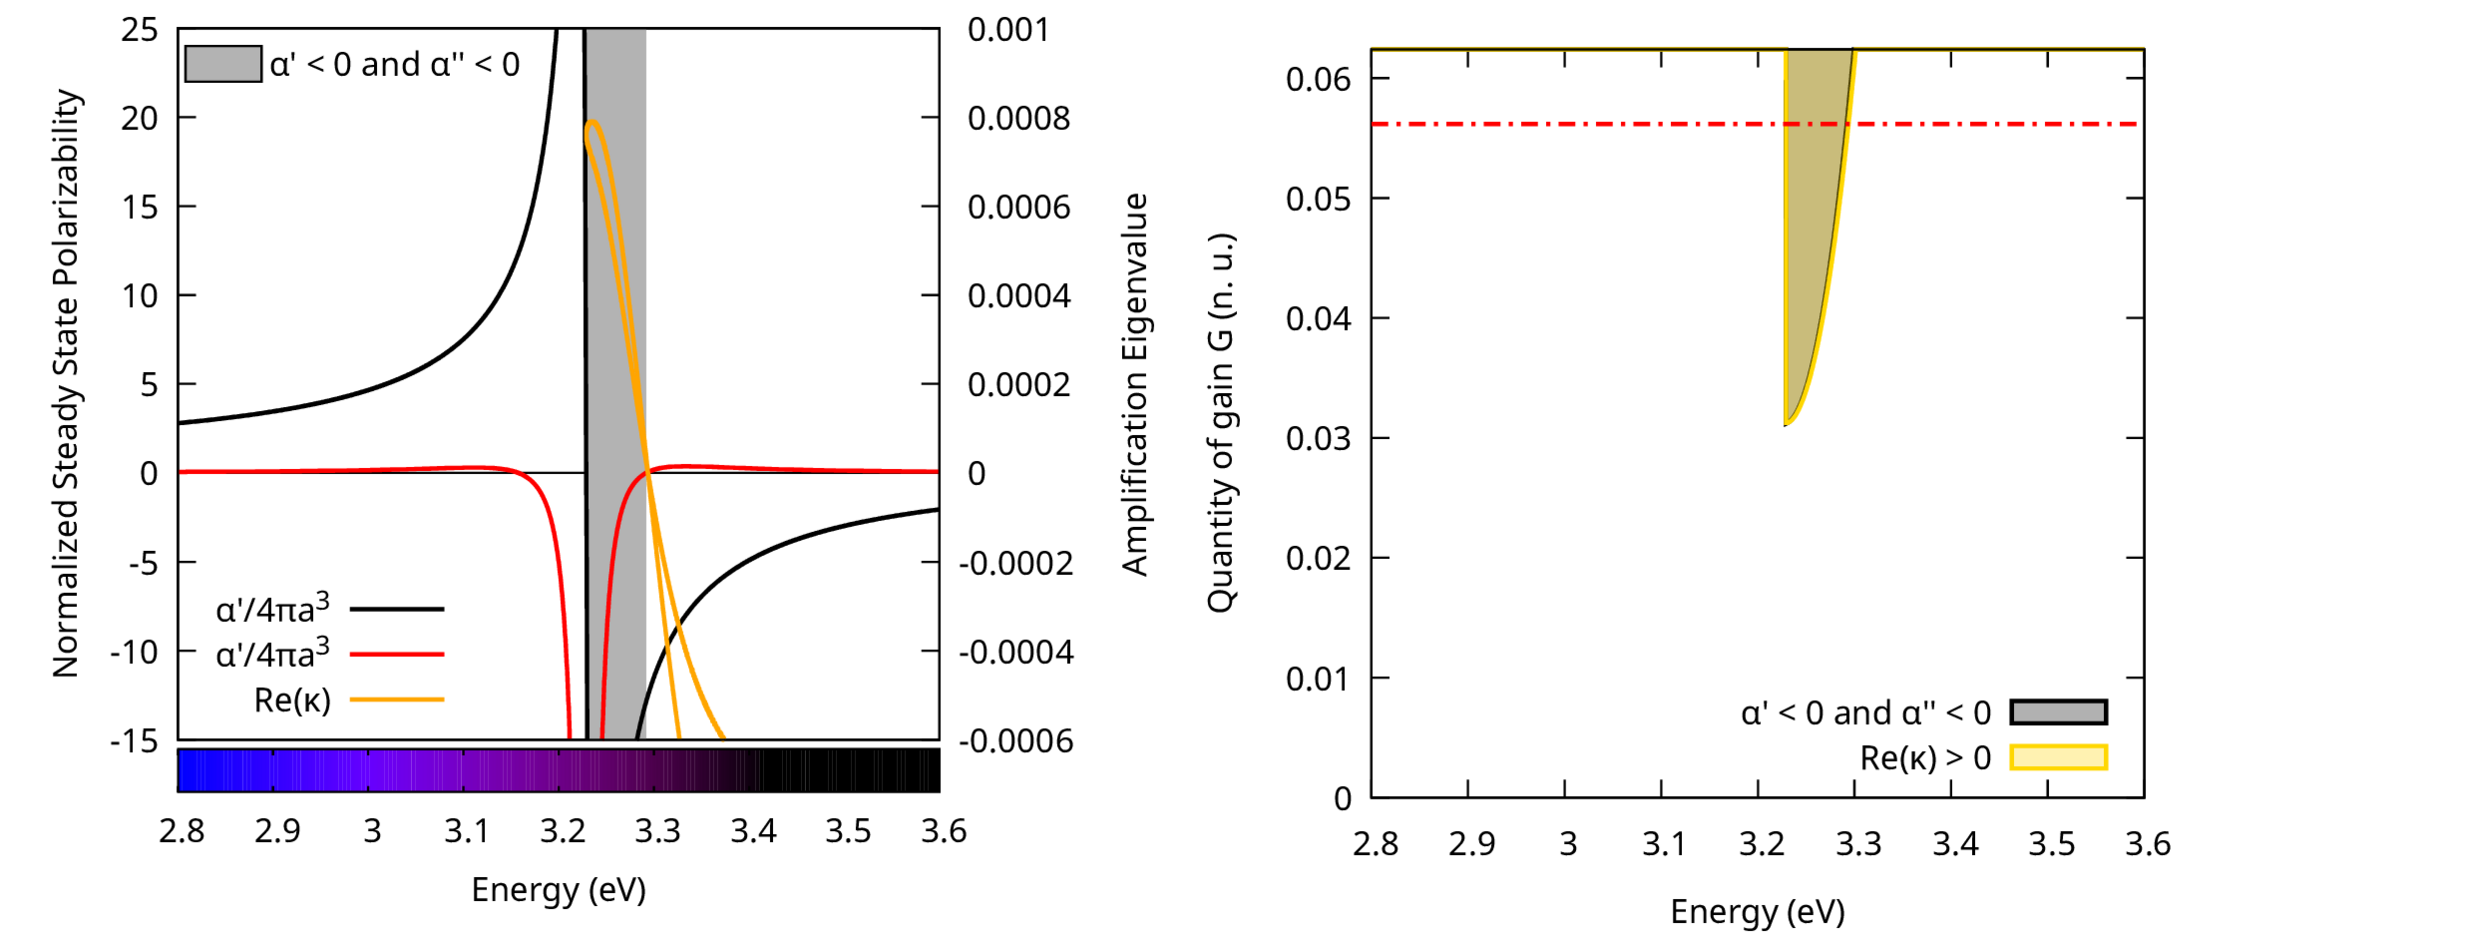 α' < 0 and α'' < 0
25
20
15
10
5
0
-5
-10
-15
Normalized Steady State Polarizability
0.001
0.0008
0.0006
0.0004
0.0002
0
-0.0002
-0.0004
-0.0006
Amplification Eigenvalue
α'/4πa³
α'/4πa³
Re(κ)
2.8 2.9 3 3.1 3.2 3.3 3.4 3.5 3.6
Energy (eV)
Quantity of gain G (n. u.)
0.06
0.05
0.04
0.03
0.02
0.01
0
α' < 0 and α'' < 0
Re(κ) > 0
2.8 2.9 3 3.1 3.2 3.3 3.4 3.5 3.6
Energy (eV)